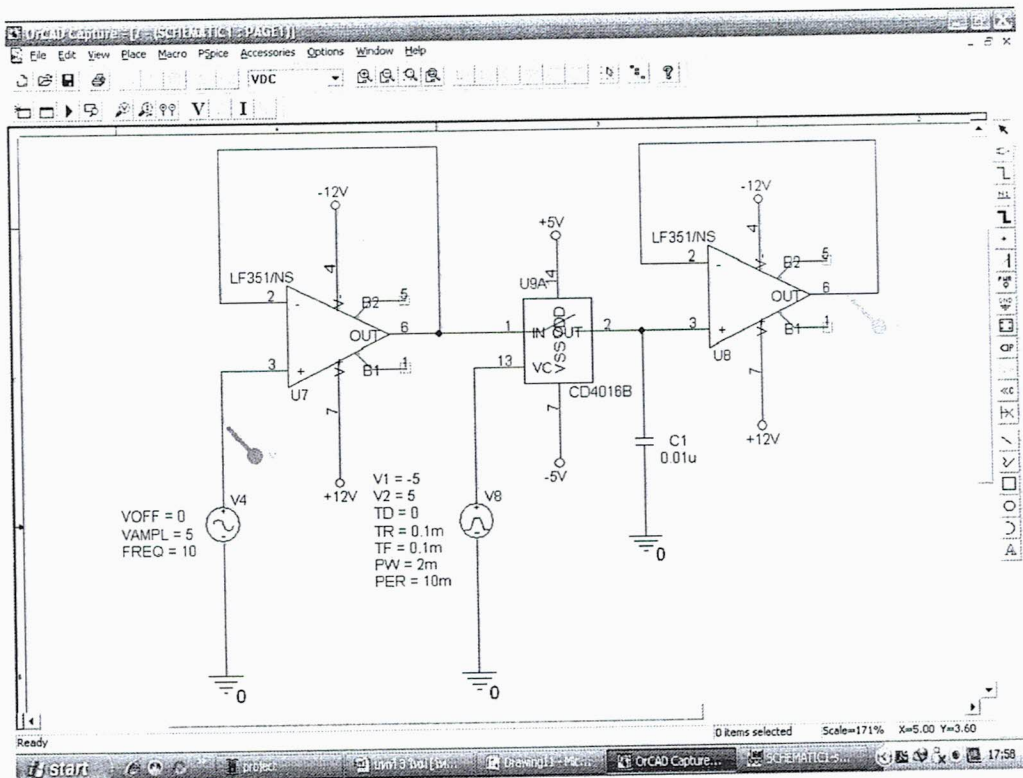 OrCAD Capture - [/ - (SCHEMATIC1 : PAGE1)]
File Edit View Place Macro PSpice Accessories Options Window Help
VDC
V I
-12V
4
LF351/NS
2
-
B2 5
OUT 6
B1 1
3
+
U7
7
+12V
V4
VOFF = 0
VAMPL = 5
FREQ = 10
0
+5V
14
U9A
1 IN OUT 2
VDD
VSS
13 VC
CD4016B
7
-5V
V1 = -5
V2 = 5
TD = 0
TR = 0.1m
TF = 0.1m
PW = 2m
PER = 10m
V8
0
C1
0.01u
0
-12V
4
LF351/NS
2
-
B2 5
OUT 6
B1 1
3
+
U8
7
+12V
0 items selected Scale=171% X=5.00 Y=3.60
Ready
start project Drawing11 - Mic... OrCAD Capture... SCHEMATIC1-S... 17:58